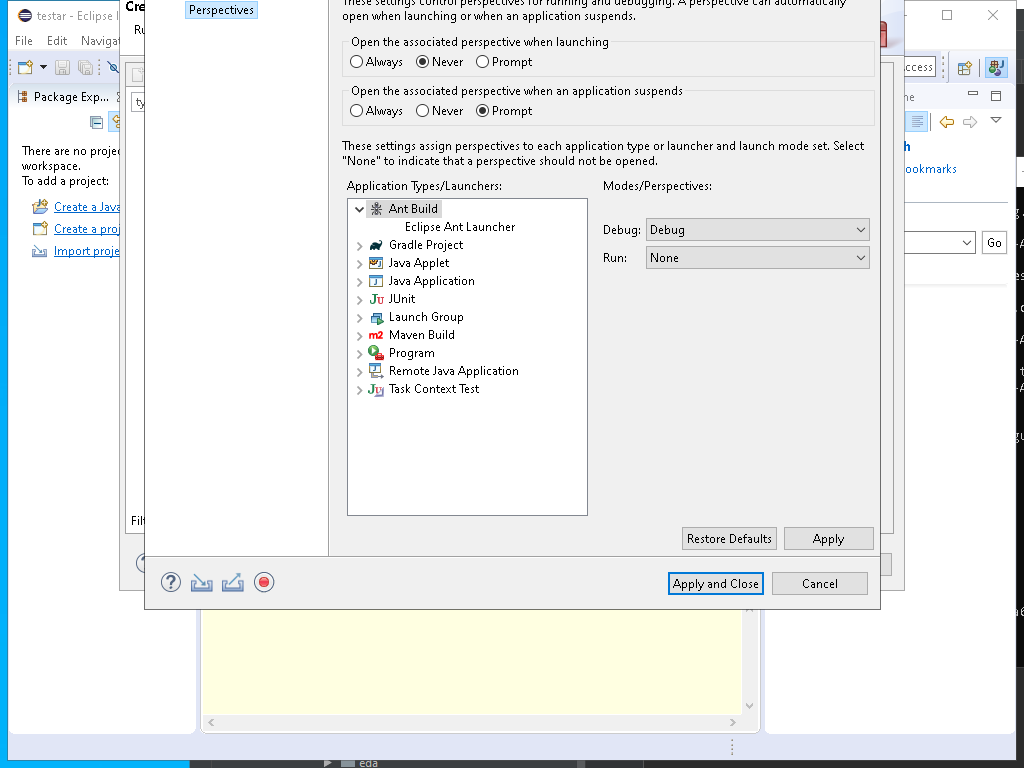 testar - Eclipse I
File Edit Navigat
Package Exp...
There are no proje
workspace.
To add a project:
Create a Java
Create a proj
Import proje
Cre
Ru
ty
Filt
Perspectives
These settings control perspectives for running and debugging. A perspective can automatically
open when launching or when an application suspends.
Open the associated perspective when launching
Always Never Prompt
Open the associated perspective when an application suspends
Always Never Prompt
These settings assign perspectives to each application type or launcher and launch mode set. Select
"None" to indicate that a perspective should not be opened.
Application Types/Launchers:
Modes/Perspectives:
Ant Build
Eclipse Ant Launcher
Gradle Project
Java Applet
Java Application
JUnit
Launch Group
Maven Build
Program
Remote Java Application
Task Context Test
Debug: Debug
Run: None
Restore Defaults Apply
Apply and Close Cancel
ccess
ne
h
ookmarks
Go
eda